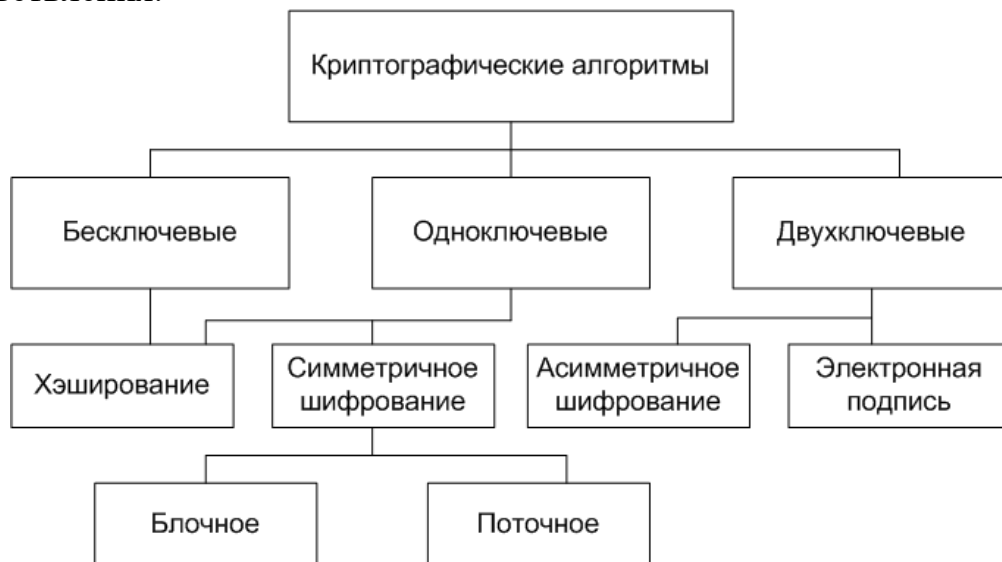 Криптографические алгоритмы
Бесключевые
Одноключевые
Двухключевые
Хэширование
Симметричное
шифрование
Асимметричное
шифрование
Электронная
подпись
Блочное
Поточное